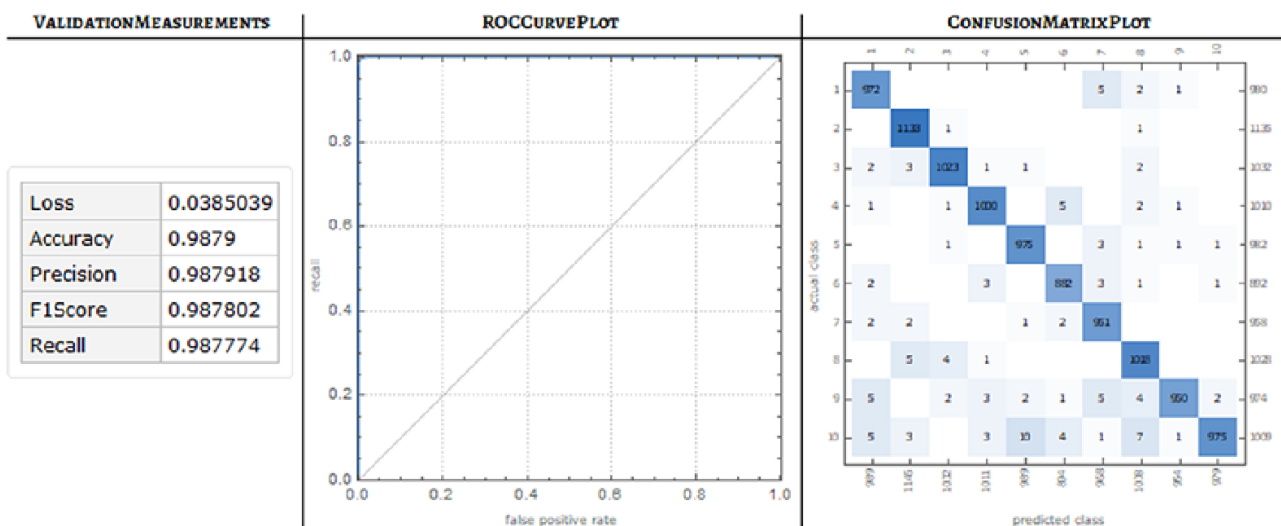 VALIDATIONMEASUREMENTS
Loss 0.0385039
Accuracy 0.9879
Precision 0.987918
F1Score 0.987802
Recall 0.987774
ROCCURVEPLOT
1.0
0.8
0.6
0.4
0.2
0.0
recall
0.0 0.2 0.4 0.6 0.8 1.0
false positive rate
CONFUSIONMATRIXPLOT
1 2 3 4 5 6 7 8 9 10
1 972 5 2 1 980
2 1133 1 1 1135
3 2 3 1023 1 1 2 1032
4 1 1 1000 5 2 1 1010
5 1 975 3 1 1 1 982
6 2 3 882 3 1 1 892
7 2 2 1 2 951 958
8 5 4 1 1018 1028
9 5 2 3 2 1 5 4 950 2 974
10 5 3 3 10 4 1 7 1 975 1009
actual class
989 1146 1032 1011 989 894 968 1038 954 979
predicted class